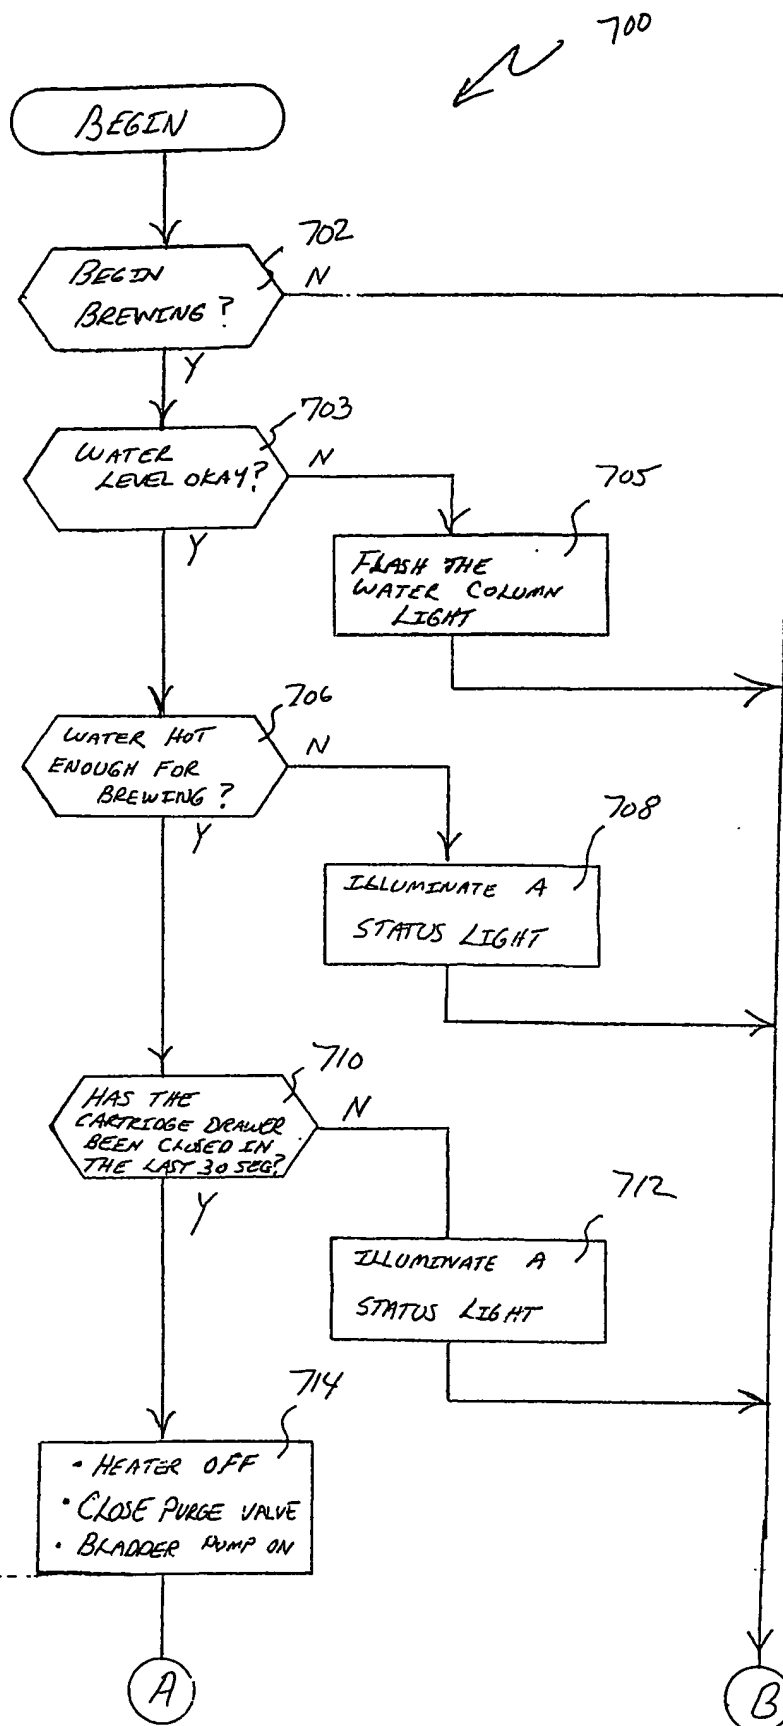 700
BEGIN
702
BEGIN
BREWING?
N
Y
703
WATER
LEVEL OKAY?
N
Y
705
FLASH THE
WATER COLUMN
LIGHT
706
WATER HOT
ENOUGH FOR
BREWING?
N
Y
708
ILLUMINATE A
STATUS LIGHT
710
HAS THE
CARTRIDGE DRAWER
BEEN CLOSED IN
THE LAST 30 SEC?
N
Y
712
ILLUMINATE A
STATUS LIGHT
714
• HEATER OFF
• CLOSE PURGE VALVE
• BLADDER PUMP ON
A
B